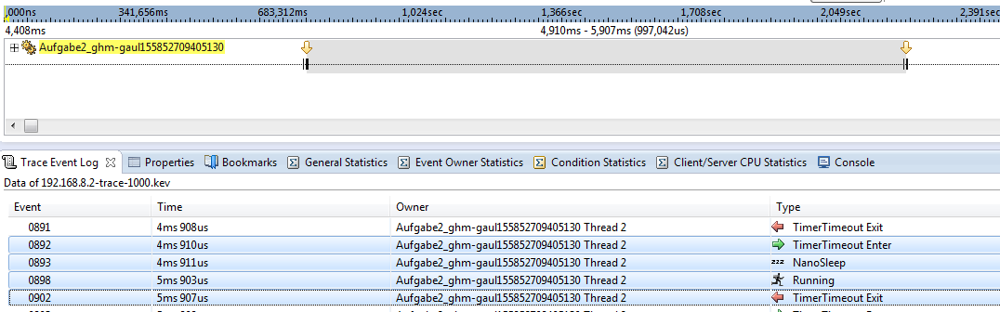 ,000ns 341,656ms 683,312ms 1,024sec 1,366sec 1,708sec 2,049sec 2,391sec
4,408ms 4,910ms - 5,907ms (997,042us)
Aufgabe2_ghm-gaul155852709405130
Trace Event Log Properties Bookmarks General Statistics Event Owner Statistics Condition Statistics Client/Server CPU Statistics Console
Data of 192.168.8.2-trace-1000.kev
Event Time Owner Type
0891 4ms 908us Aufgabe2_ghm-gaul155852709405130 Thread 2 TimerTimeout Exit
0892 4ms 910us Aufgabe2_ghm-gaul155852709405130 Thread 2 TimerTimeout Enter
0893 4ms 911us Aufgabe2_ghm-gaul155852709405130 Thread 2 zzz NanoSleep
0898 5ms 903us Aufgabe2_ghm-gaul155852709405130 Thread 2 Running
0902 5ms 907us Aufgabe2_ghm-gaul155852709405130 Thread 2 TimerTimeout Exit